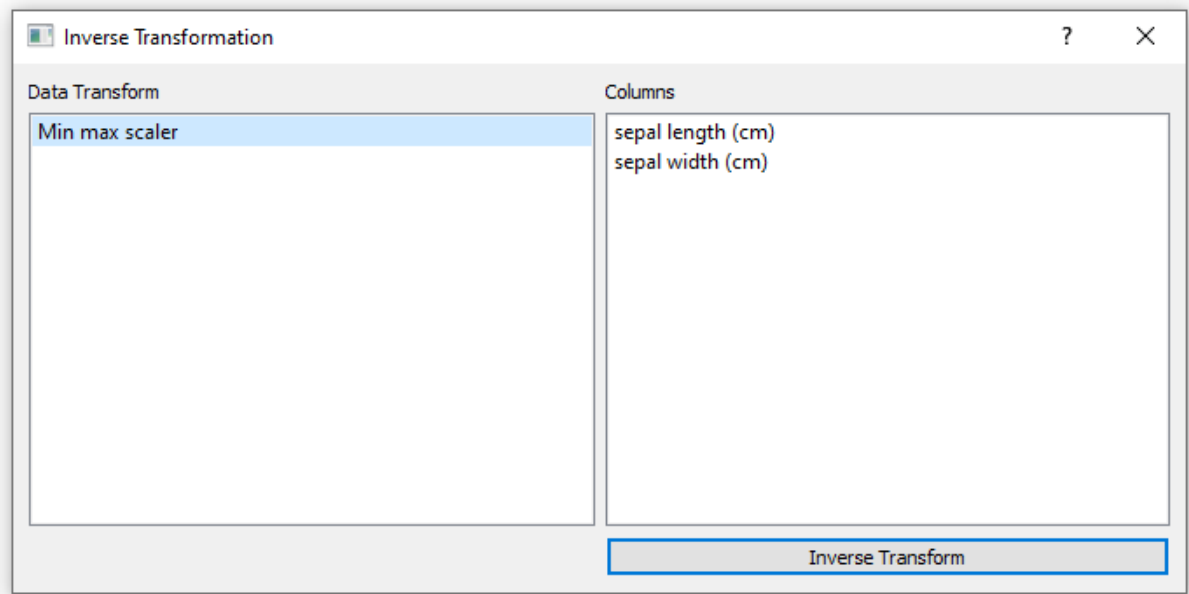 Inverse Transformation
?
Data Transform
Columns
Min max scaler
sepal length (cm)
sepal width (cm)
Inverse Transform